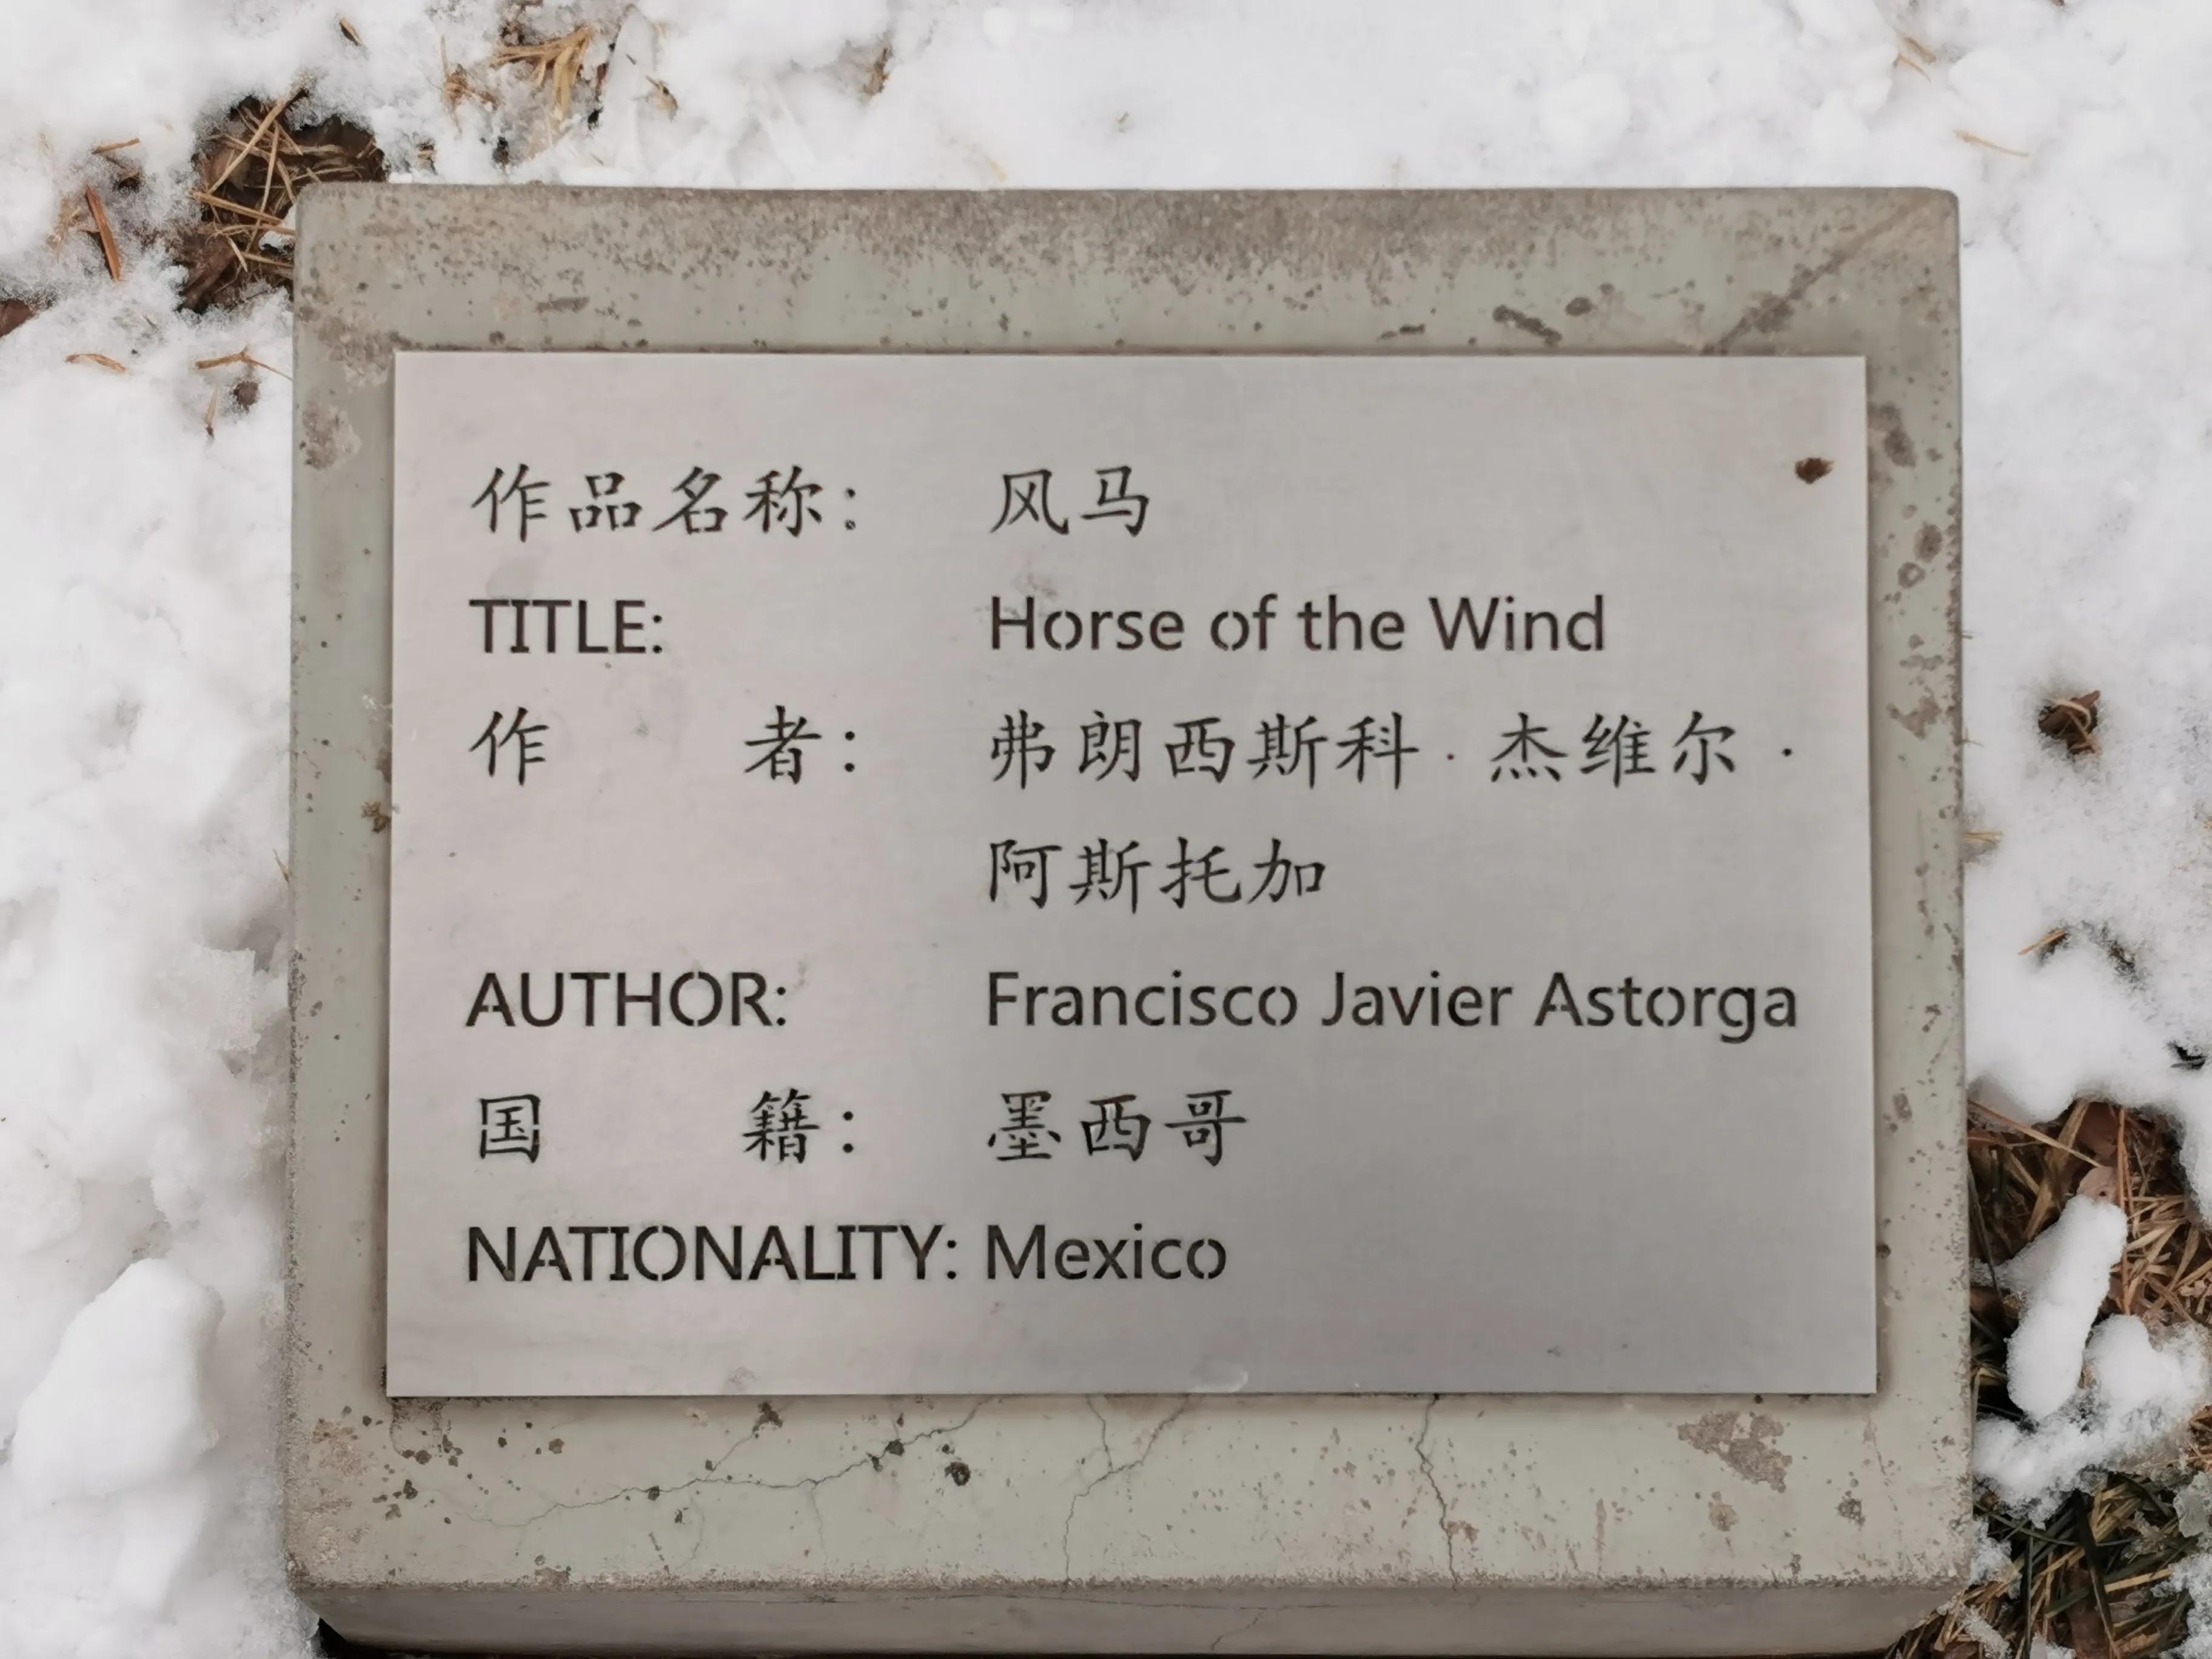 作品名称： 风马
TITLE: Horse of the Wind
作 者： 弗朗西斯科·杰维尔·
阿斯托加
AUTHOR: Francisco Javier Astorga
国 籍： 墨西哥
NATIONALITY: Mexico